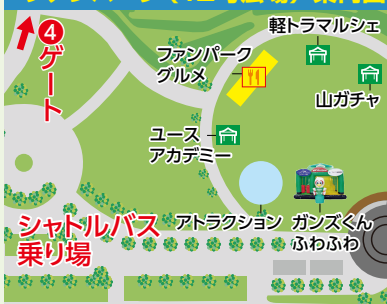 軽トラマルシェ
❹ゲート
ファンパーク
グルメ
山ガチャ
ユース
アカデミー
シャトルバス
乗り場
アトラクション
ガンズくん
ふわふわ